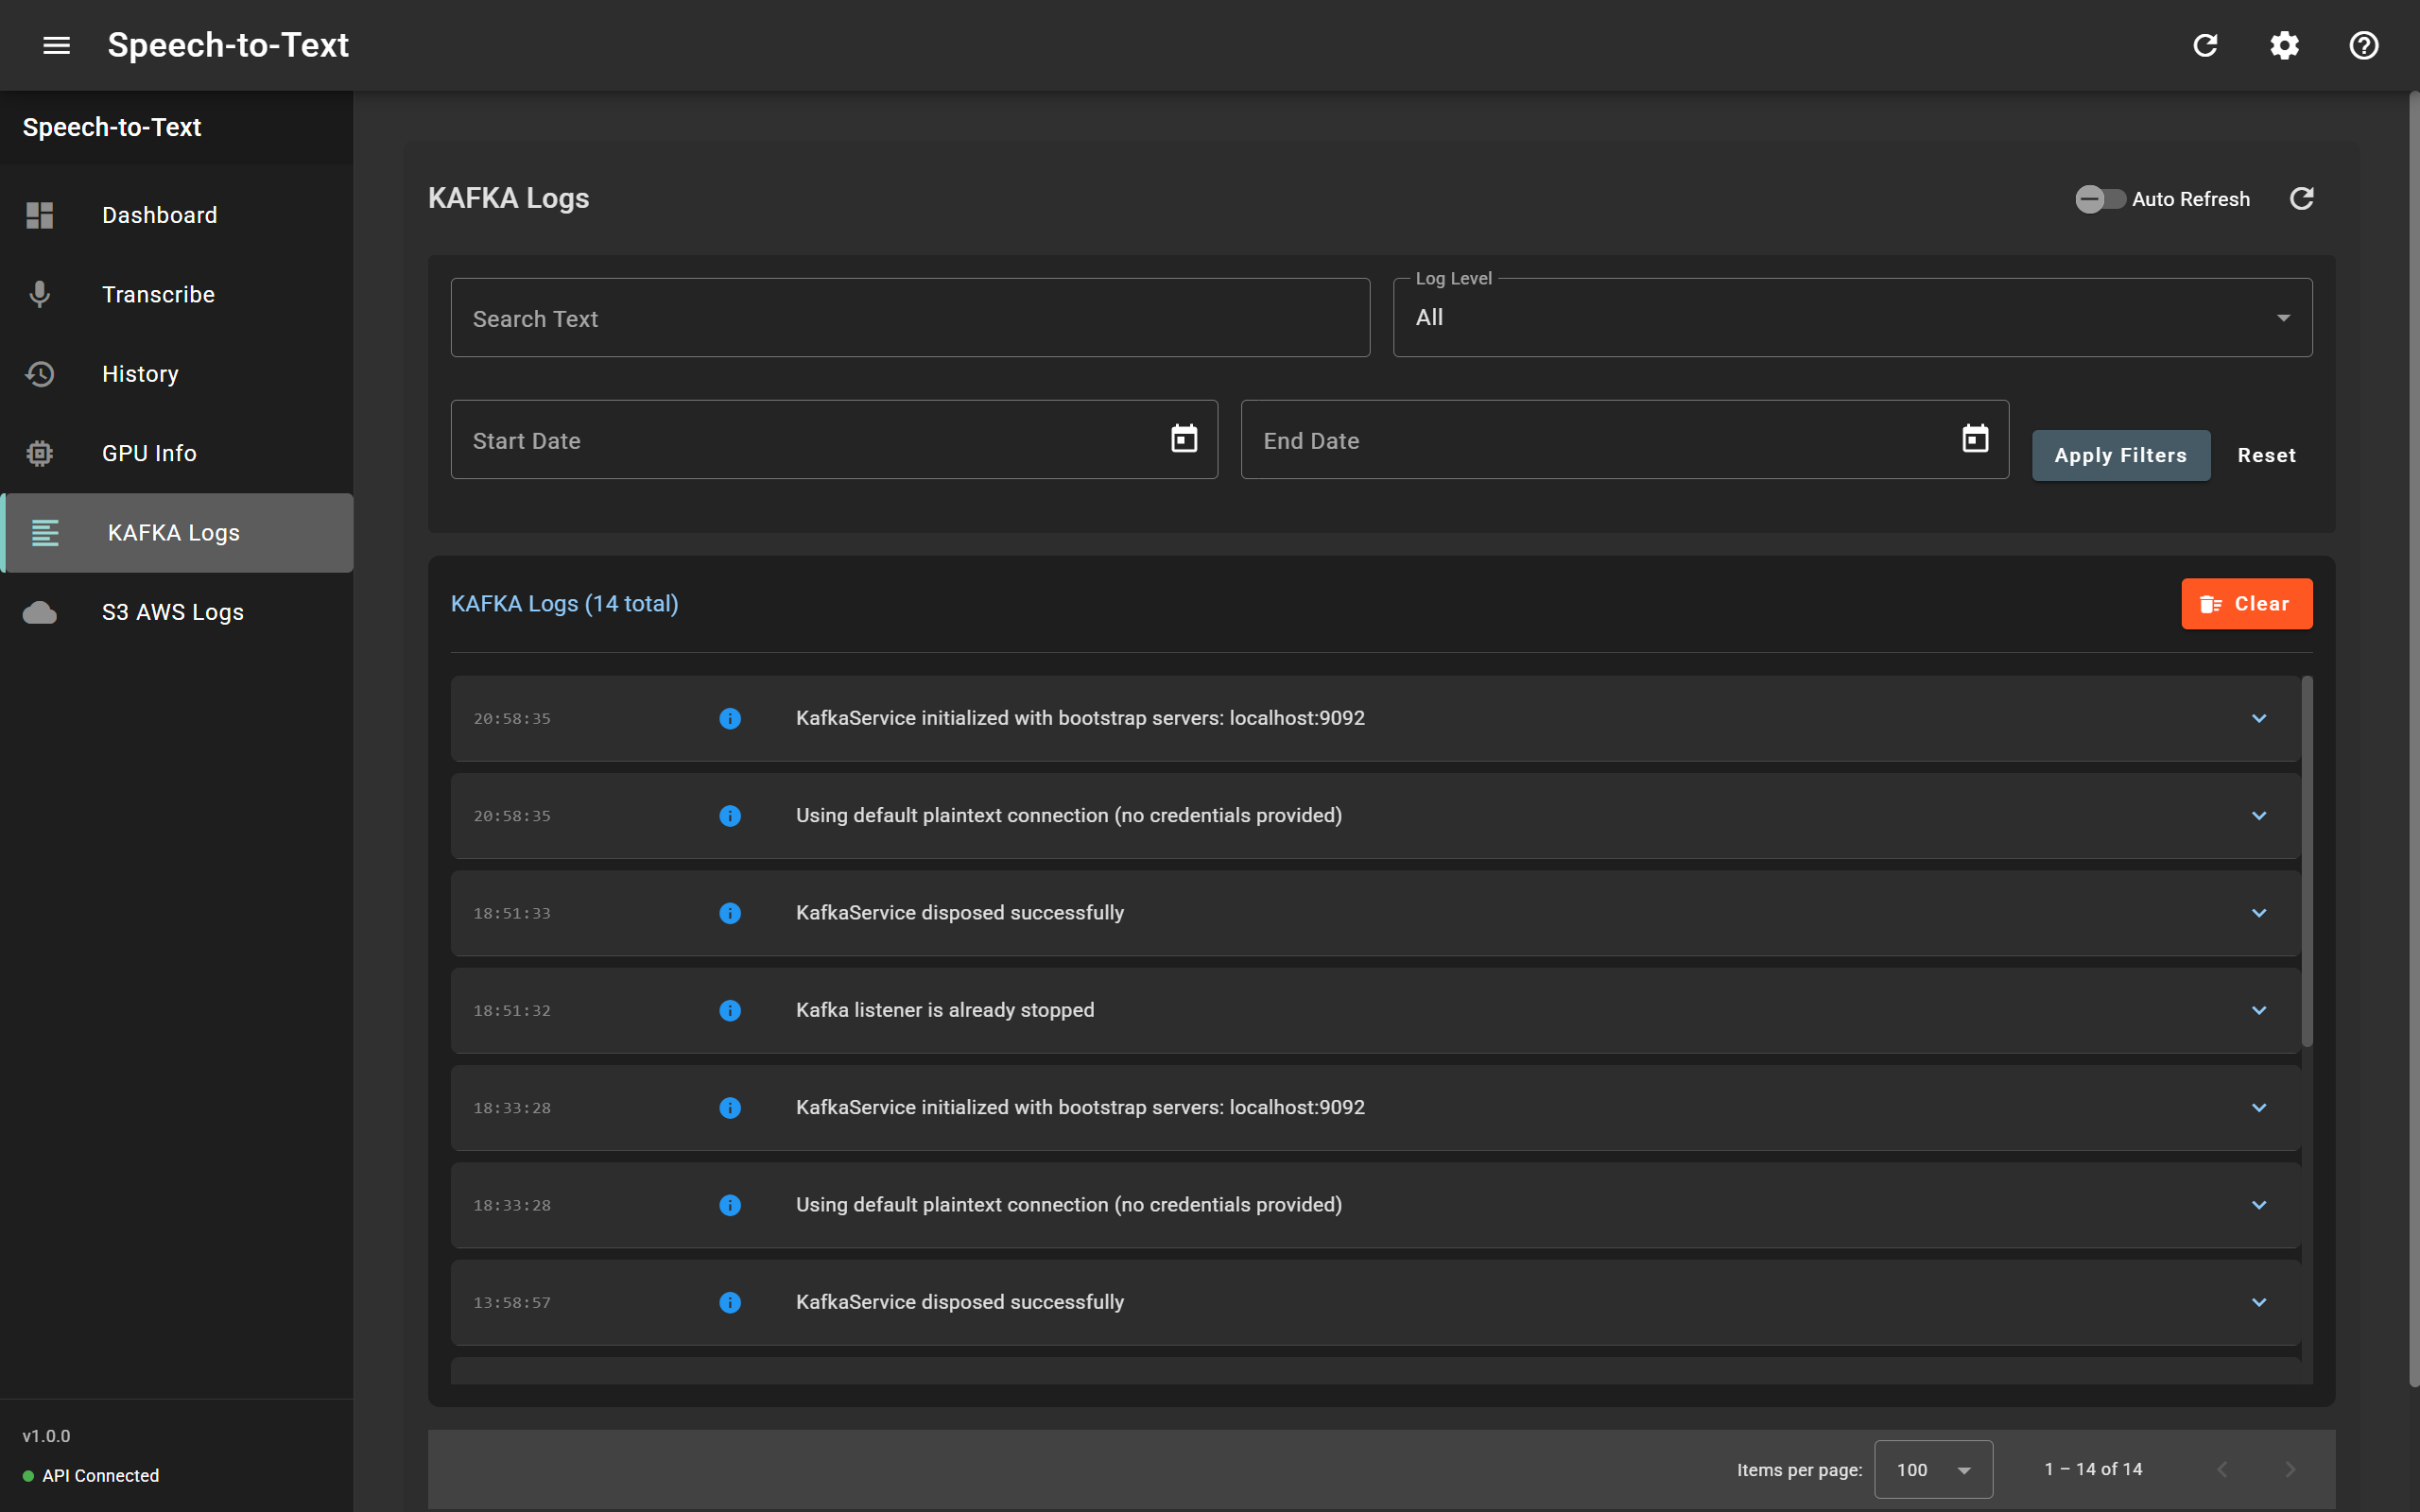 Speech-to-Text
Speech-to-Text
Dashboard
Transcribe
History
GPU Info
KAFKA Logs
S3 AWS Logs
v1.0.0
API Connected
KAFKA Logs
Auto Refresh
Search Text
Log Level
All
Start Date
End Date
Apply Filters
Reset
KAFKA Logs (14 total)
Clear
20:58:35 KafkaService initialized with bootstrap servers: localhost:9092
20:58:35 Using default plaintext connection (no credentials provided)
18:51:33 KafkaService disposed successfully
18:51:32 Kafka listener is already stopped
18:33:28 KafkaService initialized with bootstrap servers: localhost:9092
18:33:28 Using default plaintext connection (no credentials provided)
13:58:57 KafkaService disposed successfully
Items per page: 100 1 – 14 of 14